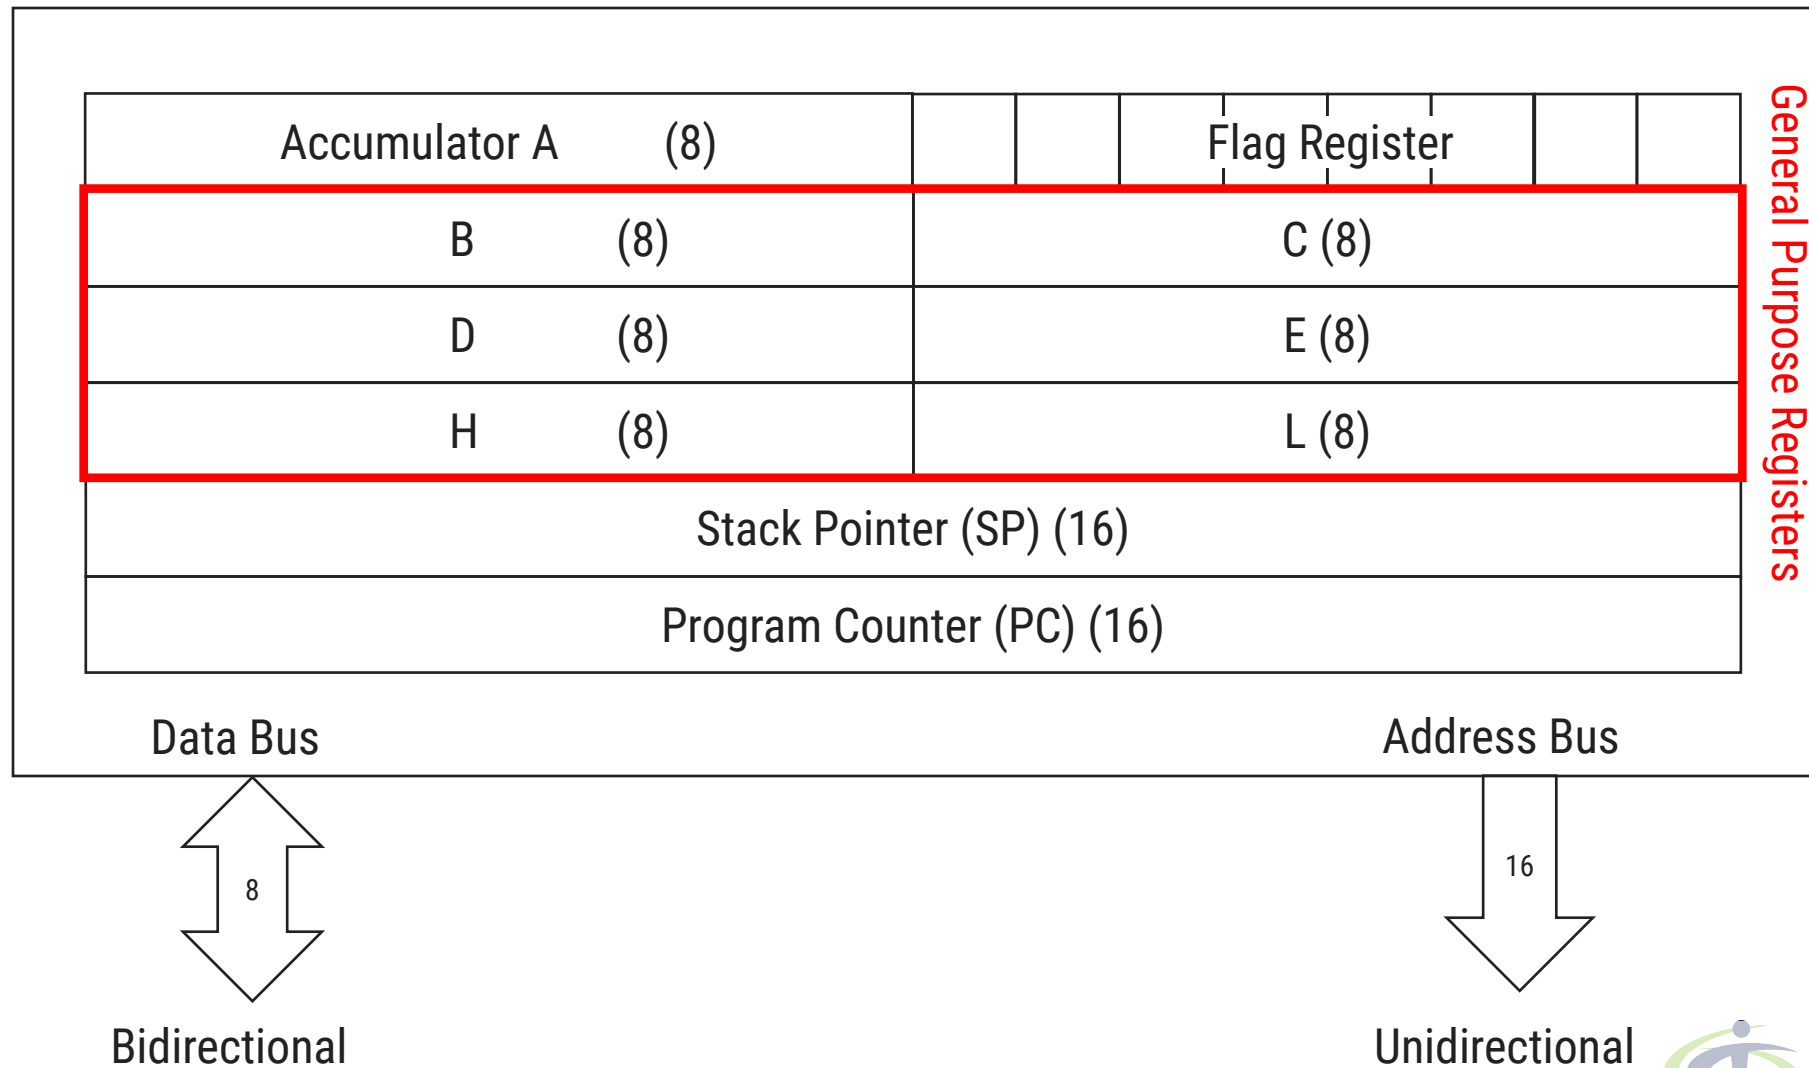 Accumulator A (8) Flag Register
B (8) C (8)
D (8) E (8)
H (8) L (8)
Stack Pointer (SP) (16)
Program Counter (PC) (16)
General Purpose Registers
Data Bus Address Bus
8 16
Bidirectional Unidirectional